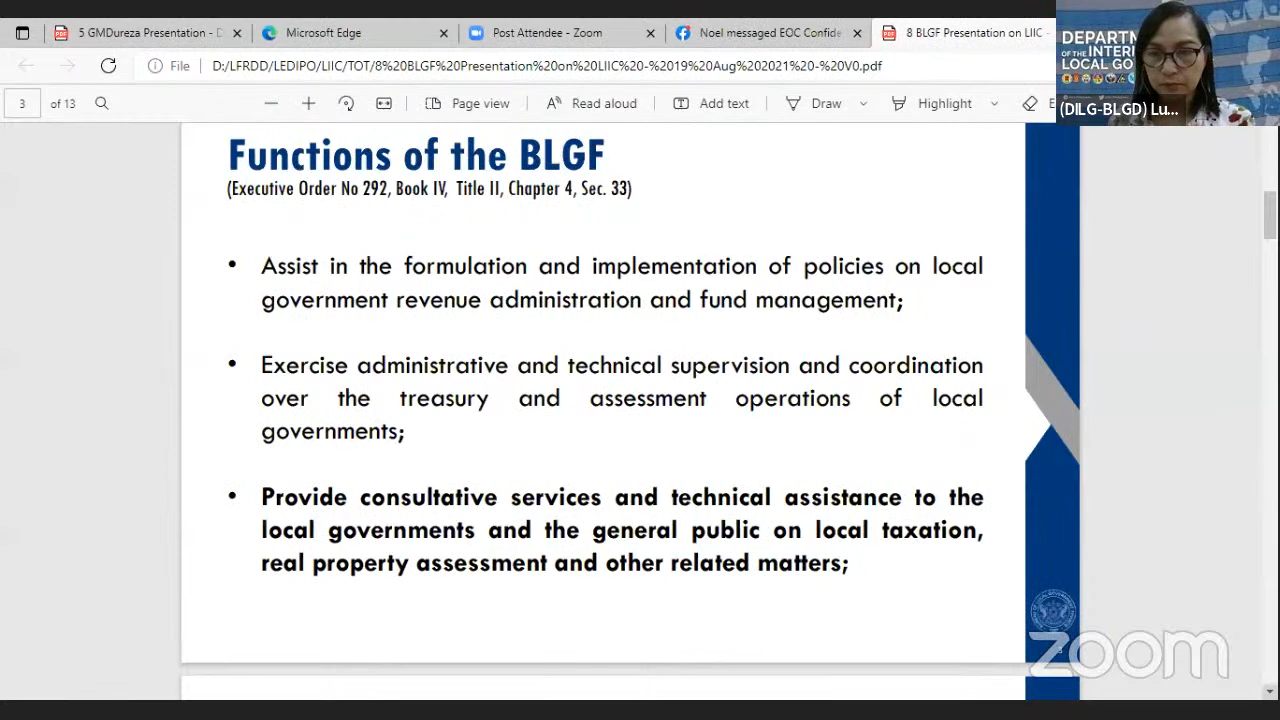 5 GMDureza Presentation - D
Microsoft Edge
Post Attendee - Zoom
Noel messaged EOC Confide
8 BLGF Presentation on LIIC -
File
D:/LFRDD/LEDIPO/LIIC/TOT%20BLGF%20Presentation%20on%20LIIC%20-%2019%20Aug%202021%20-%20V0.pdf
3 of 13
Page view
Read aloud
Add text
Draw
Highlight
DEPARTM
OF THE INTERI
LOCAL GO
(DILG-BLGD) Lu...
Functions of the BLGF
(Executive Order No 292, Book IV, Title II, Chapter 4, Sec. 33)
• Assist in the formulation and implementation of policies on local
government revenue administration and fund management;
• Exercise administrative and technical supervision and coordination
over the treasury and assessment operations of local
governments;
• Provide consultative services and technical assistance to the
local governments and the general public on local taxation,
real property assessment and other related matters;
zoom